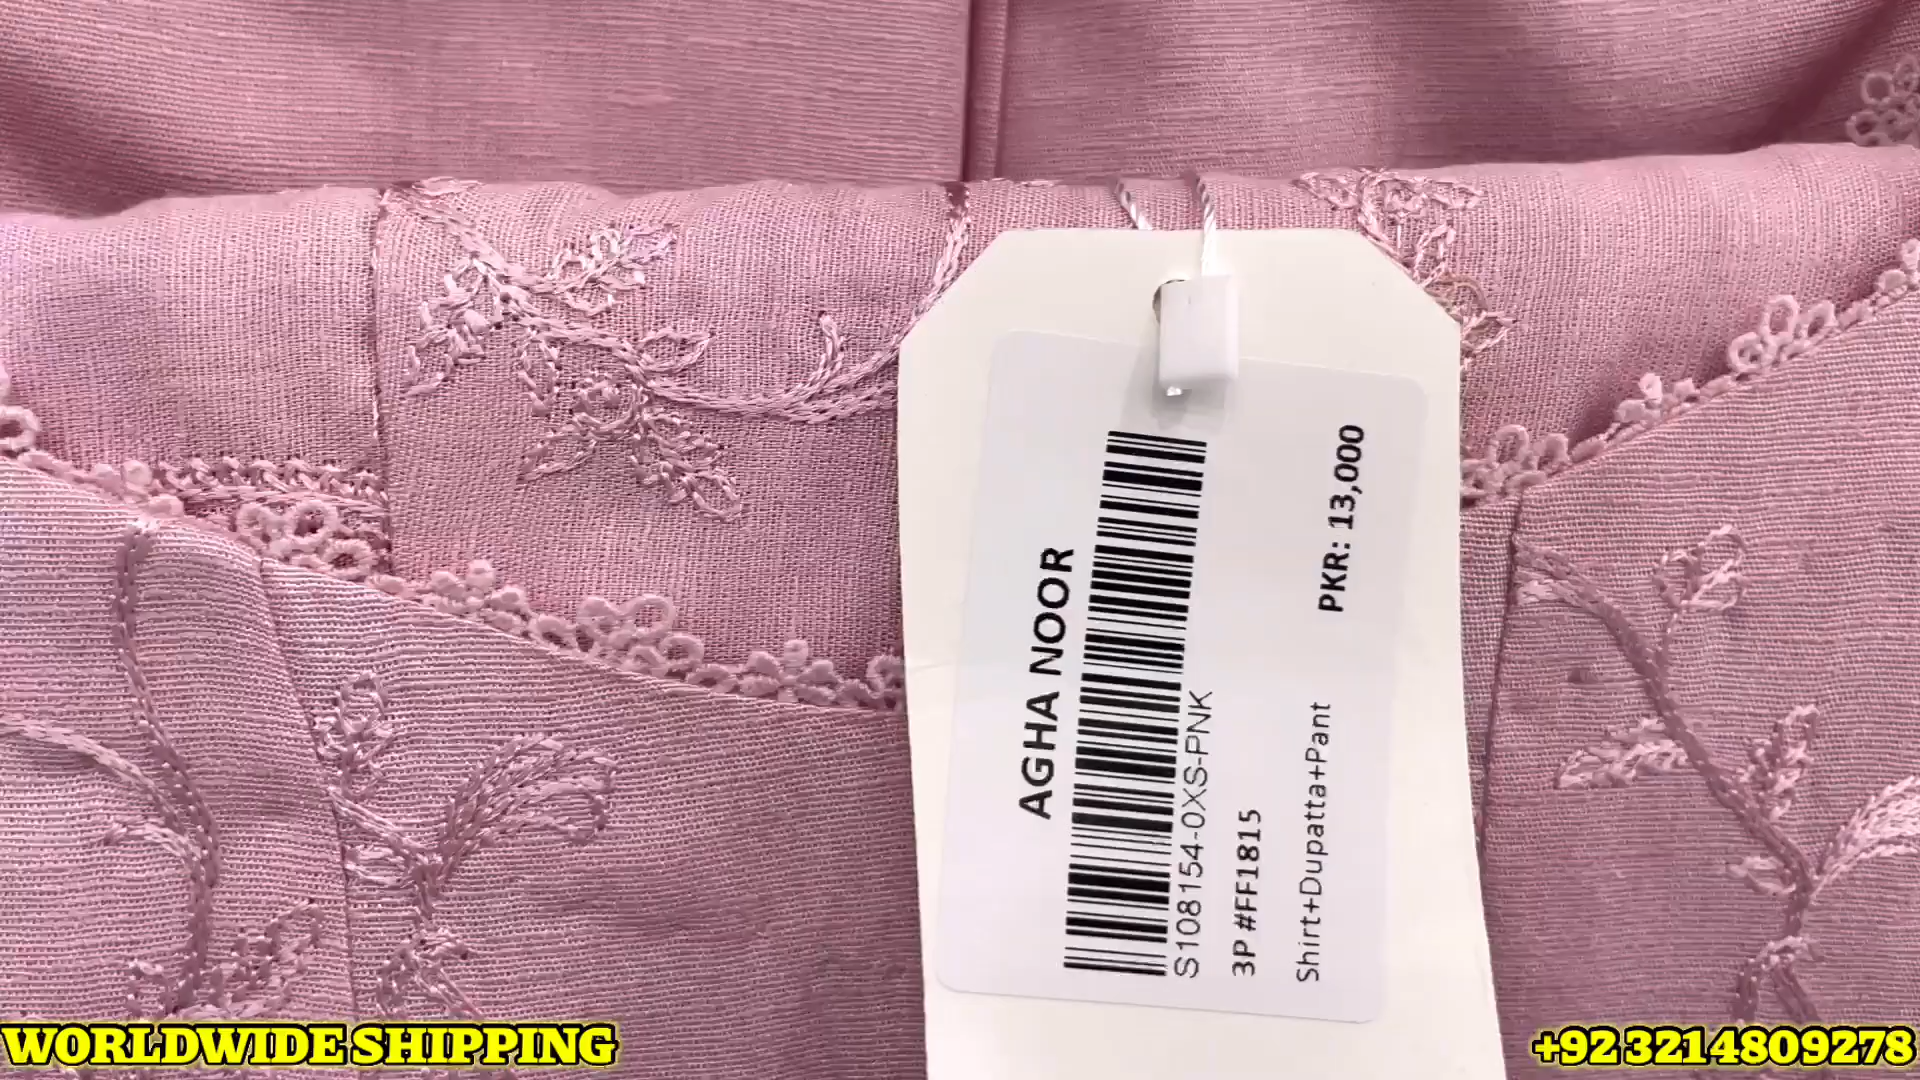 AGHA NOOR
S108154-0XS-PNK
3P #FF1815
Shirt+Dupatta+Pant
PKR: 13,000
WORLDWIDE SHIPPING
+92 3214809278